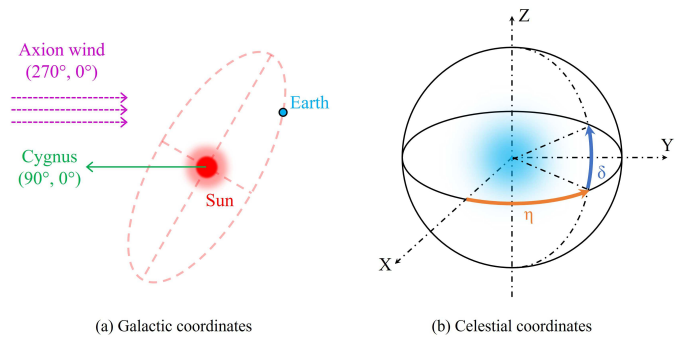 Axion wind
(270°, 0°)
Earth
Cygnus
(90°, 0°)
Sun
(a) Galactic coordinates
Z
Y
δ
η
X
(b) Celestial coordinates